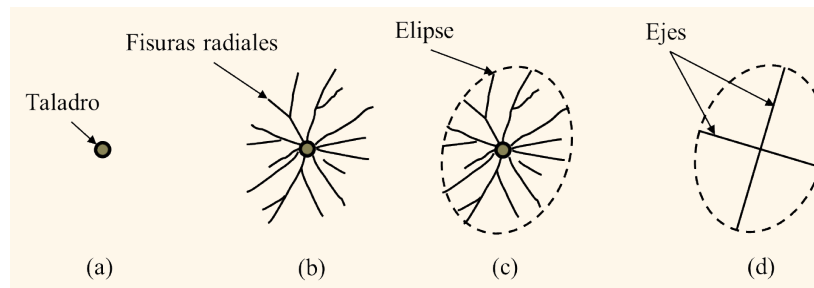 Fisuras radiales
Elipse
Ejes
Taladro
(a)
(b)
(c)
(d)